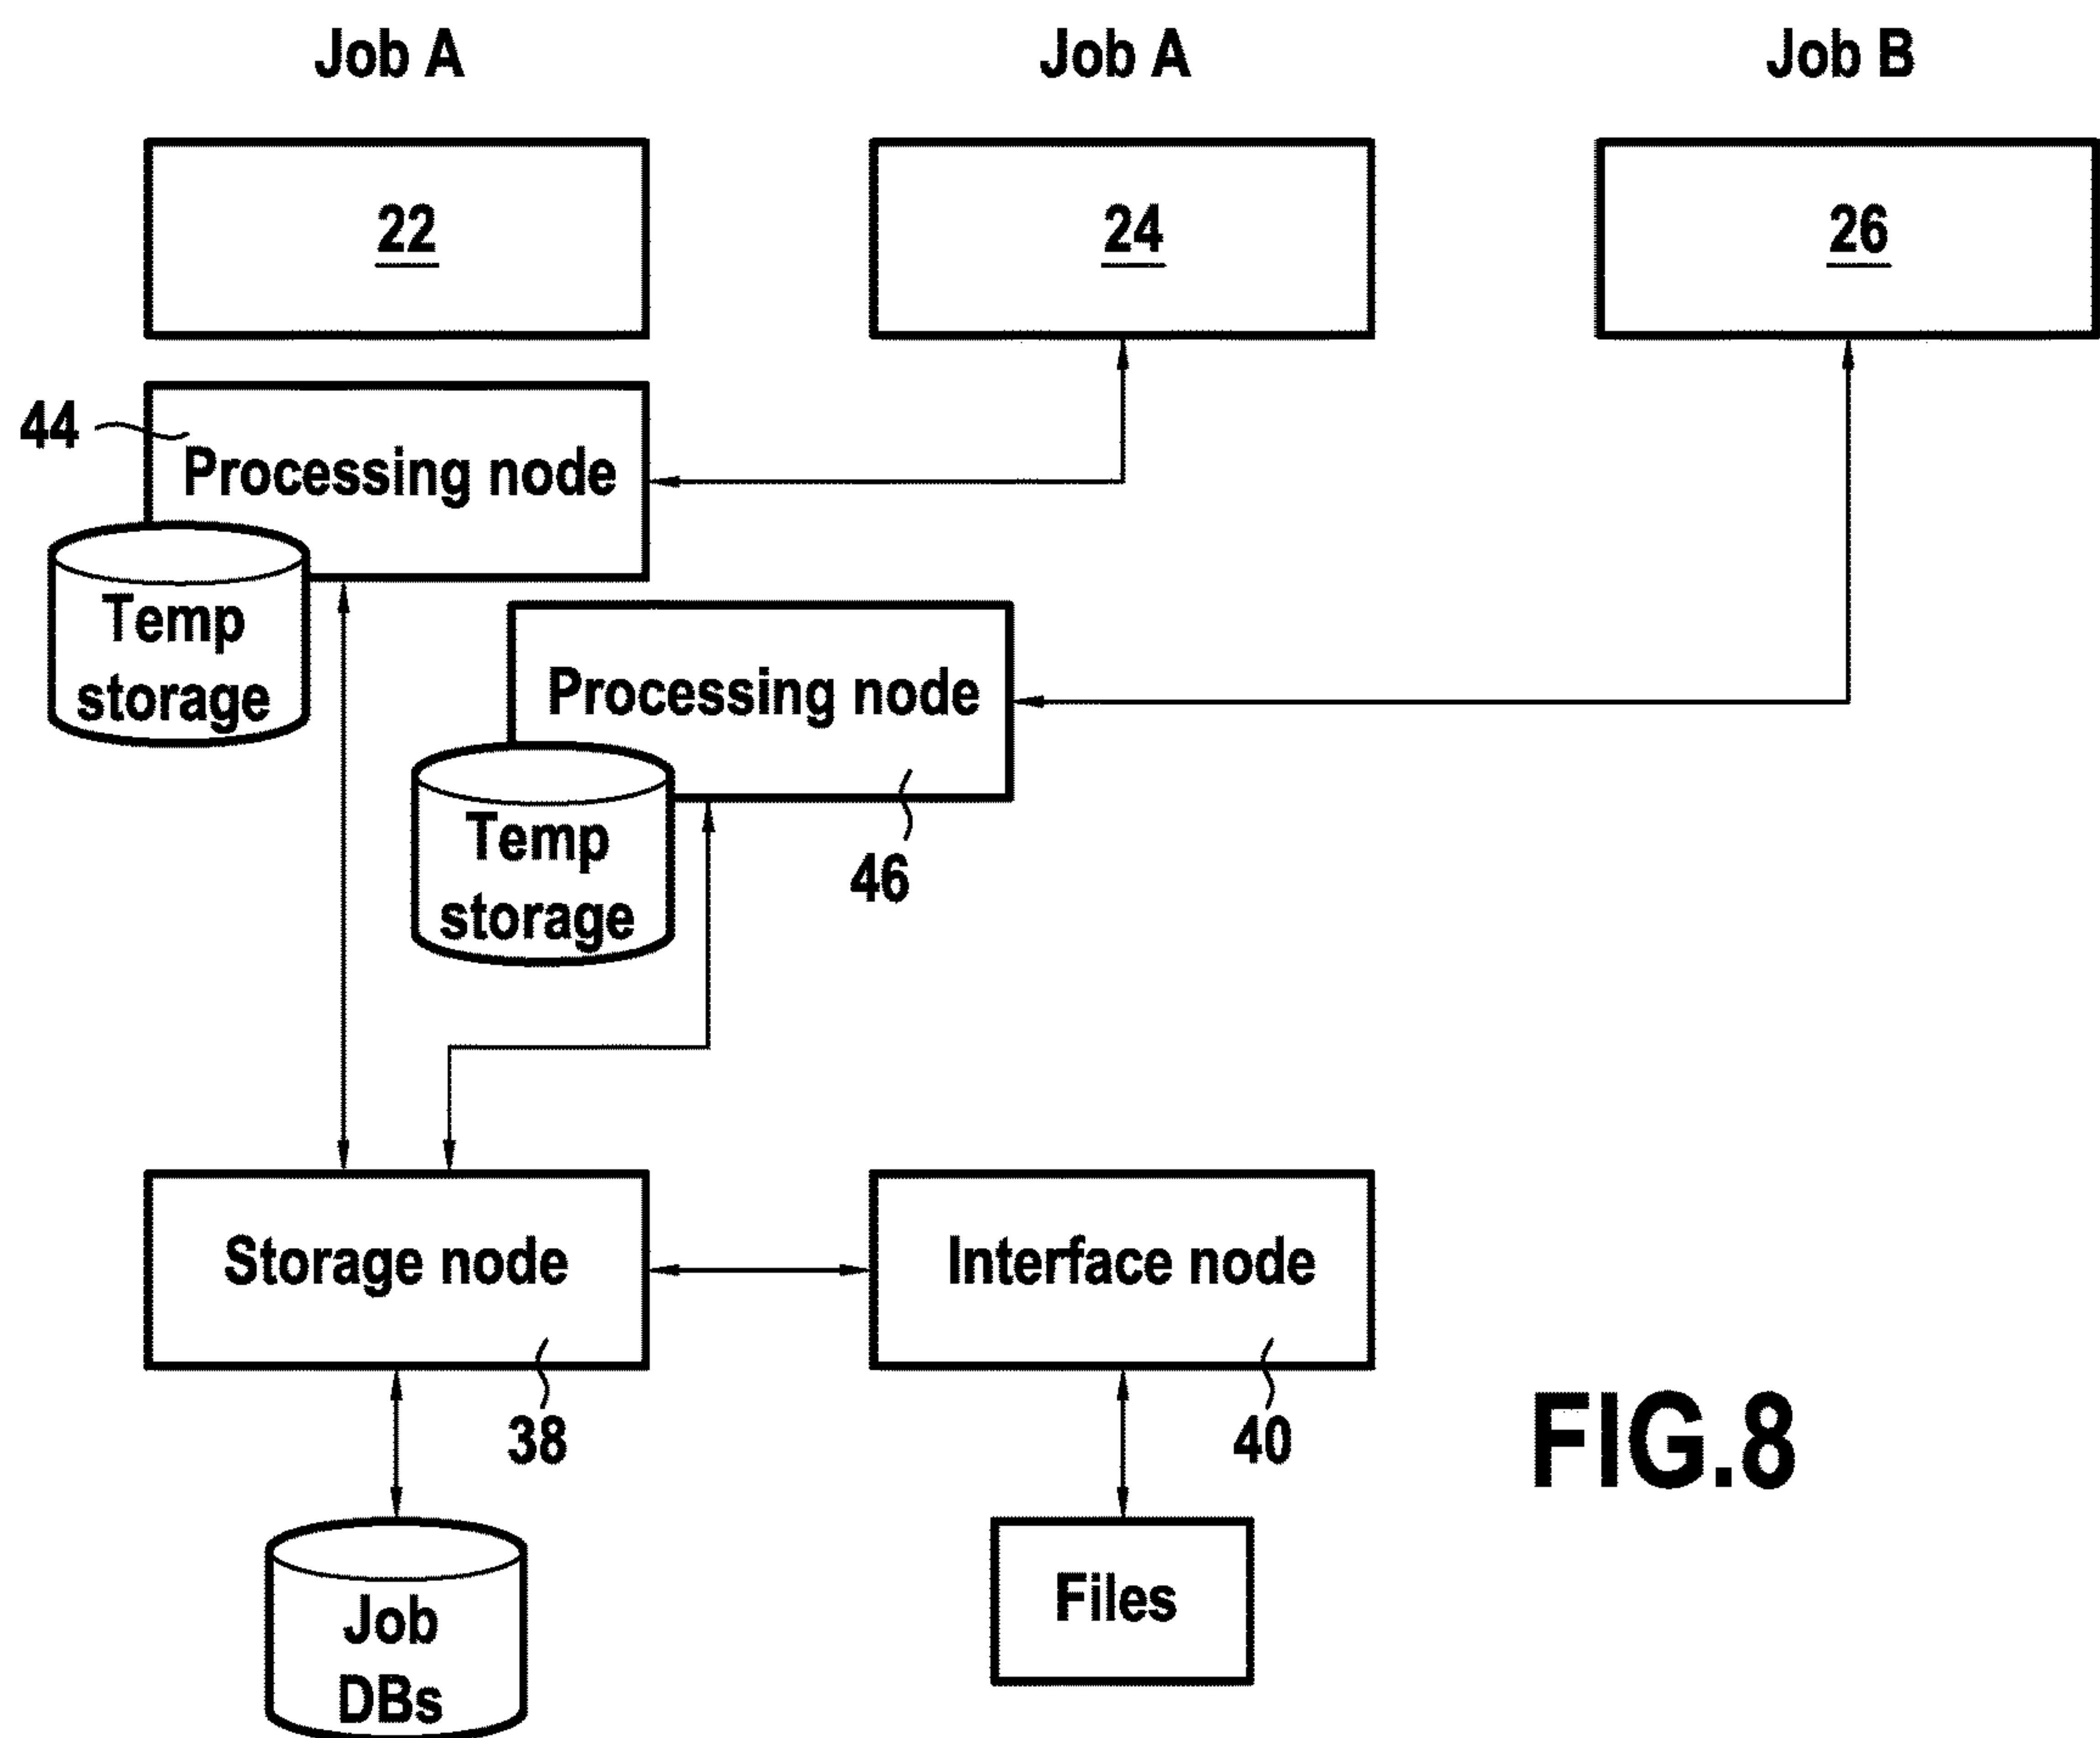 Job A
Job A
Job B
22
24
26
44
Processing node
Temp
storage
Processing node
Temp
storage
46
Storage node
Interface node
38
40
FIG.8
Job
DBs
Files